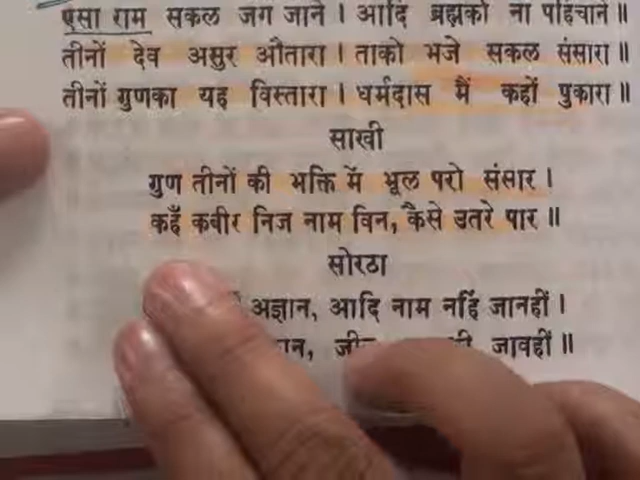 एसा राम सकल जग जाने । आदि ब्रह्मको ना पहिचाने ॥
तीनों देव असुर औतारा । ताको भजे सकल संसारा ॥
तीनों गुणका यह विस्तारा । धर्मदास मैं कहों पुकारा ॥
साखी
गुण तीनों की भक्ति में भूल परो संसार ।
कहँ कबीर निज नाम विन, कैसे उतरे पार ॥
सोरठा
अज्ञान, आदि नाम नहिं जानहीं ।
जावहीं ॥